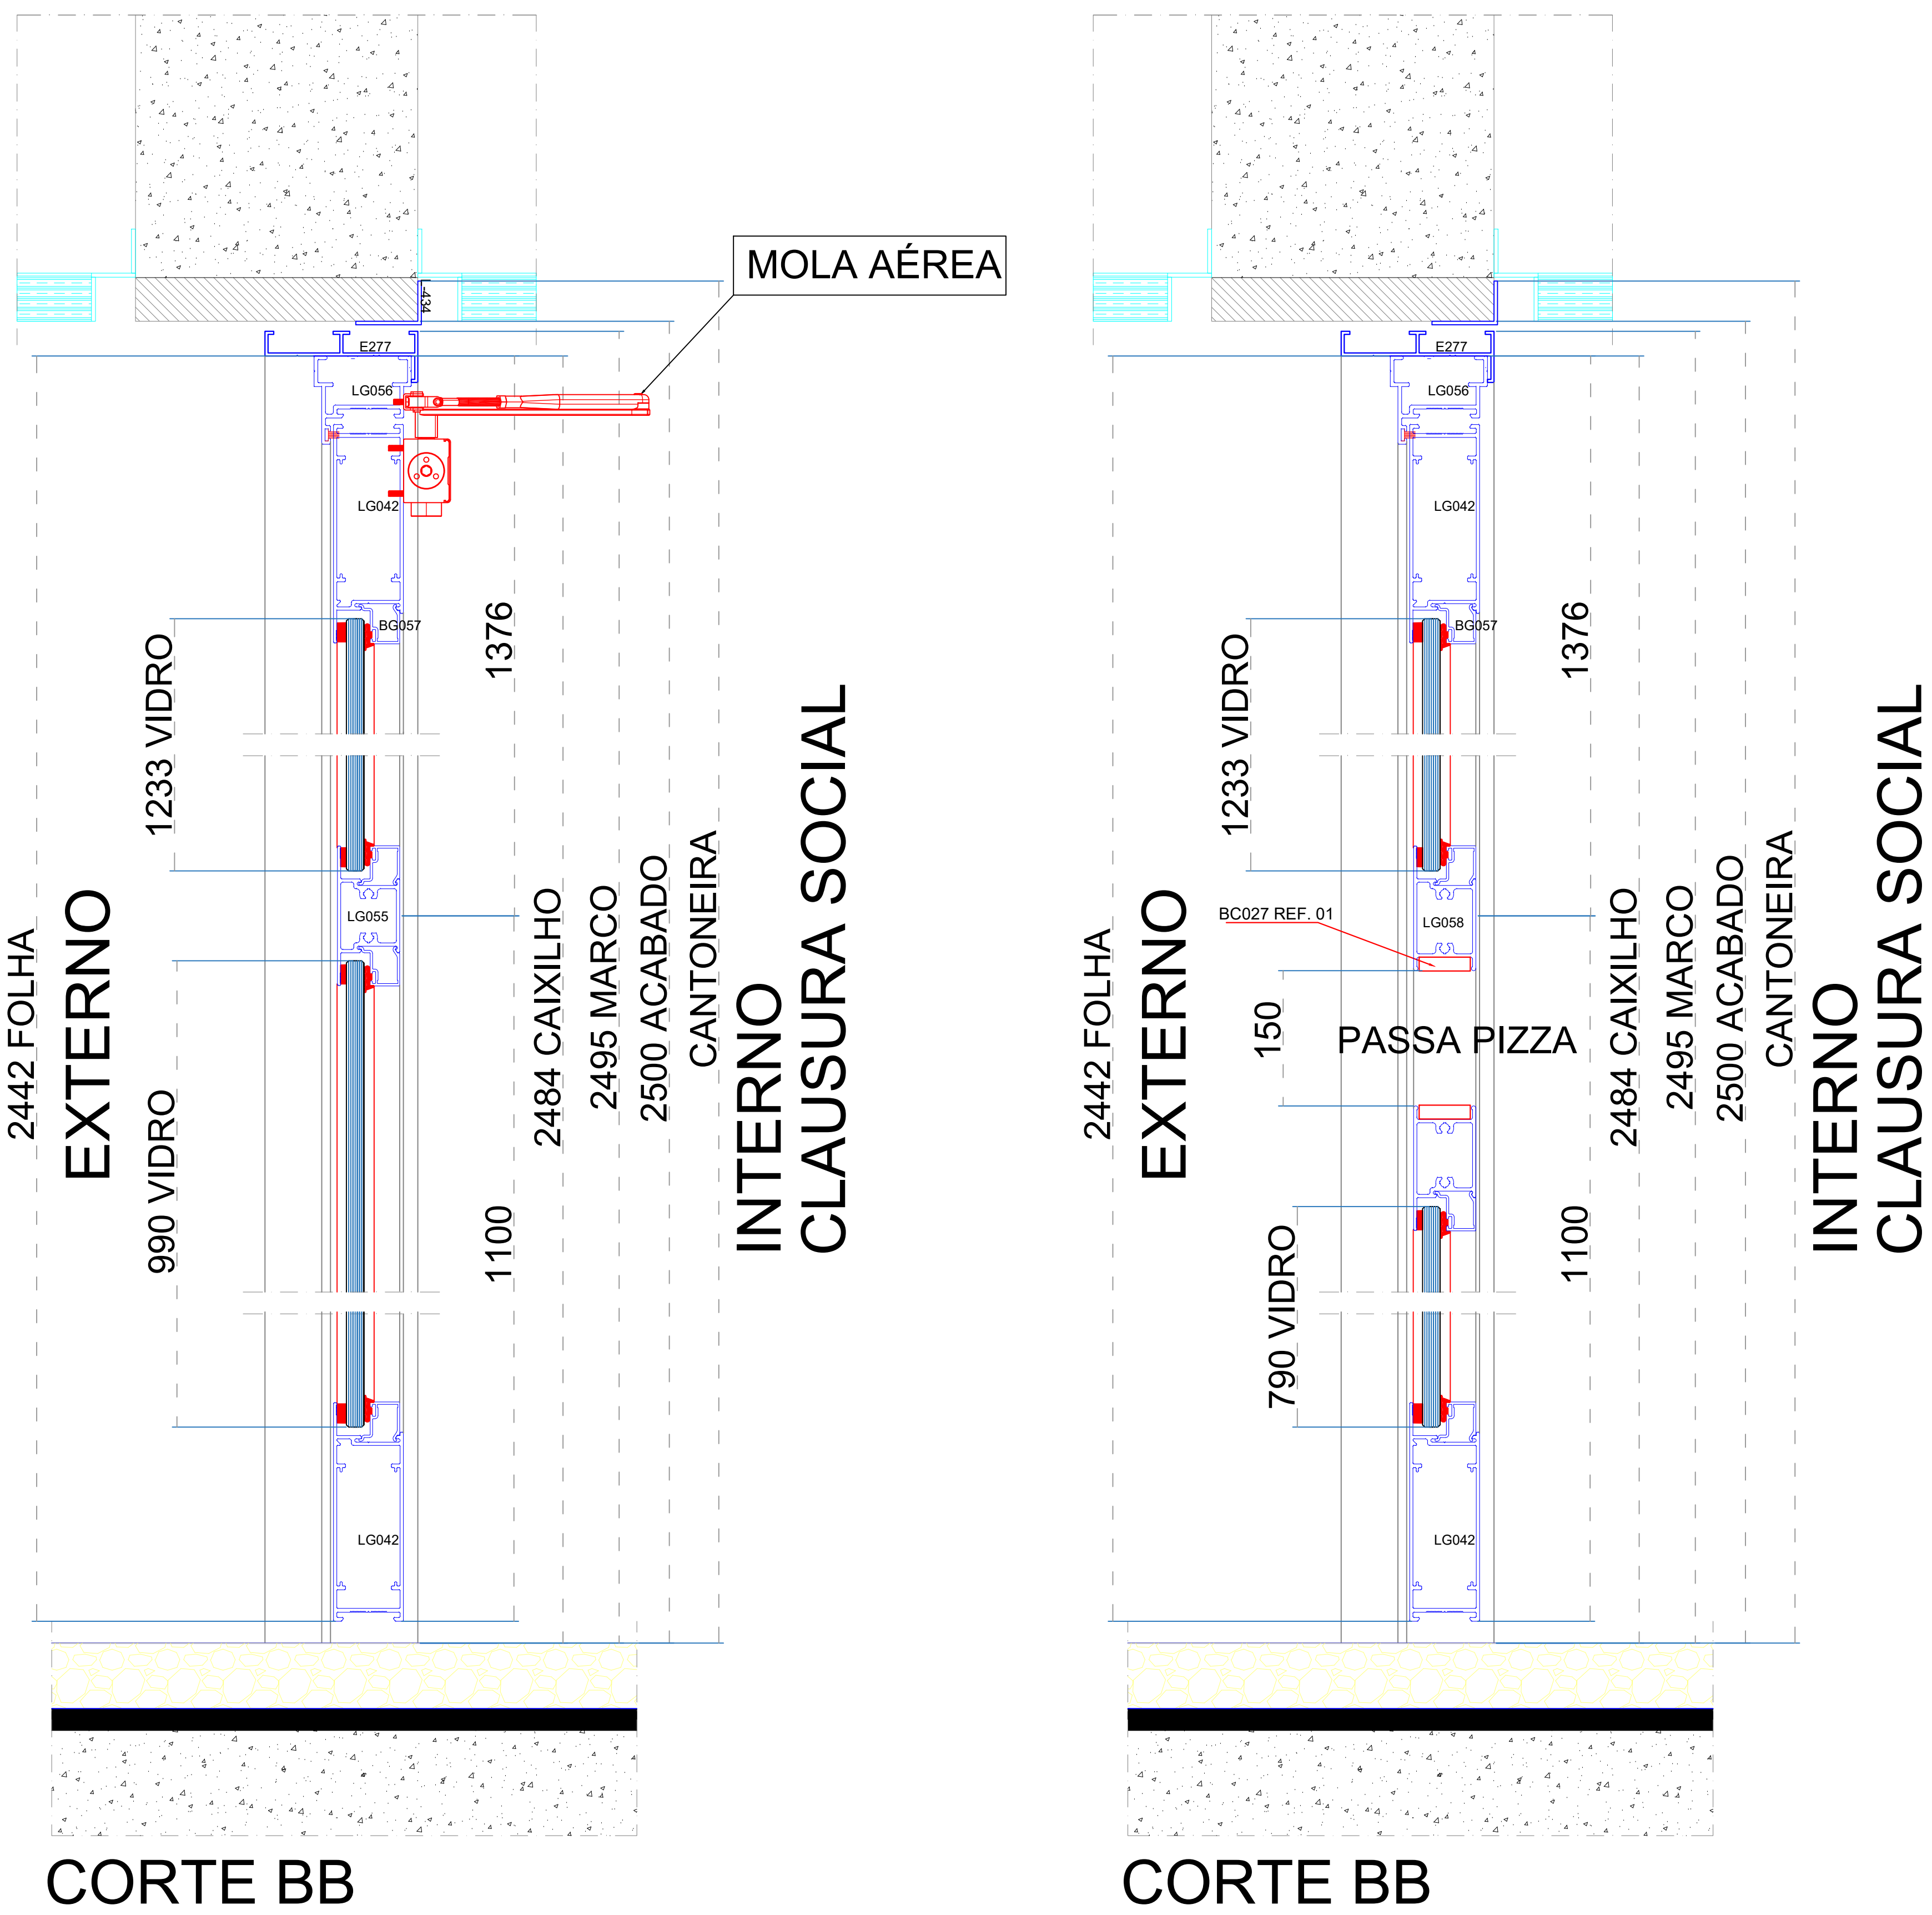 MOLA AÉREA
L-434
E277
LG056
LG042
BG057
1376
1233 VIDRO
LG055
2442 FOLHA
EXTERNO
990 VIDRO
1100
2484 CAIXILHO
2495 MARCO
2500 ACABADO
CANTONEIRA
INTERNO
CLAUSURA SOCIAL
LG042
CORTE BB
E277
LG056
LG042
BG057
1376
1233 VIDRO
BC027 REF. 01
LG058
2442 FOLHA
EXTERNO
150
PASSA PIZZA
790 VIDRO
1100
2484 CAIXILHO
2495 MARCO
2500 ACABADO
CANTONEIRA
INTERNO
CLAUSURA SOCIAL
LG042
CORTE BB